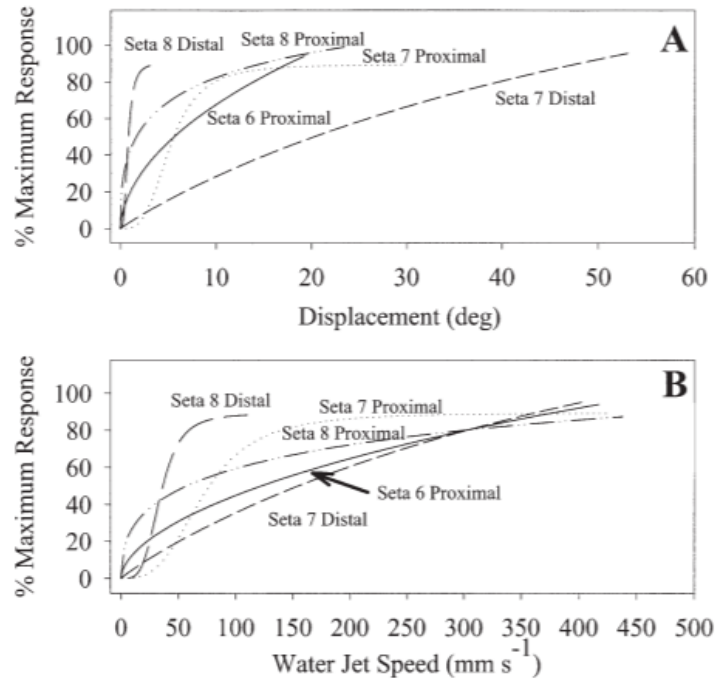 A
% Maximum Response
100
80
60
40
20
0
Seta 8 Distal
Seta 8 Proximal
Seta 7 Proximal
Seta 6 Proximal
Seta 7 Distal
0 10 20 30 40 50 60
Displacement (deg)
B
% Maximum Response
100
80
60
40
20
0
Seta 8 Distal
Seta 7 Proximal
Seta 8 Proximal
Seta 6 Proximal
Seta 7 Distal
0 50 100 150 200 250 300 350 400 450 500
Water Jet Speed (mm s⁻¹)